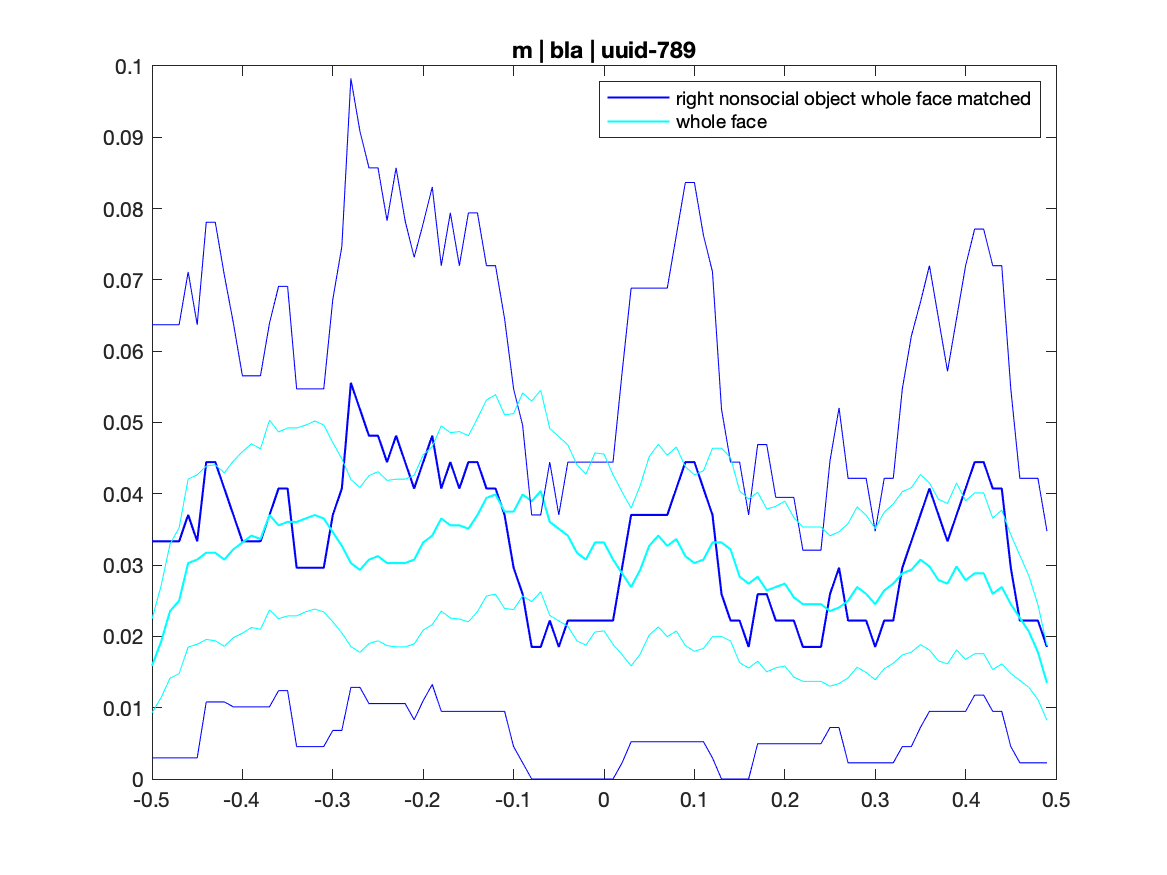 m | bla | uuid-789
right nonsocial object whole face matched
whole face
0.1
0.09
0.08
0.07
0.06
0.05
0.04
0.03
0.02
0.01
0
-0.5 -0.4 -0.3 -0.2 -0.1 0 0.1 0.2 0.3 0.4 0.5